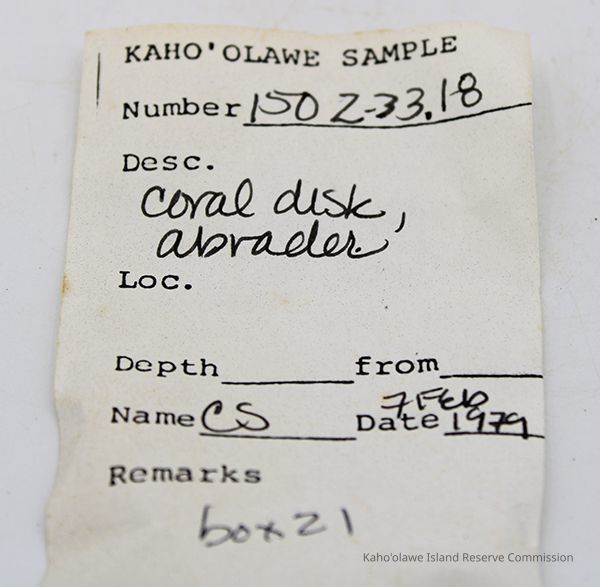 KAHO'OLAWE SAMPLE
Number 150 Z-33.18
Desc.
coral disk,
abrader
Loc.
Depth from
Name CS Date 7 Feb 1979
Remarks
box 21
Kaho'olawe Island Reserve Commission